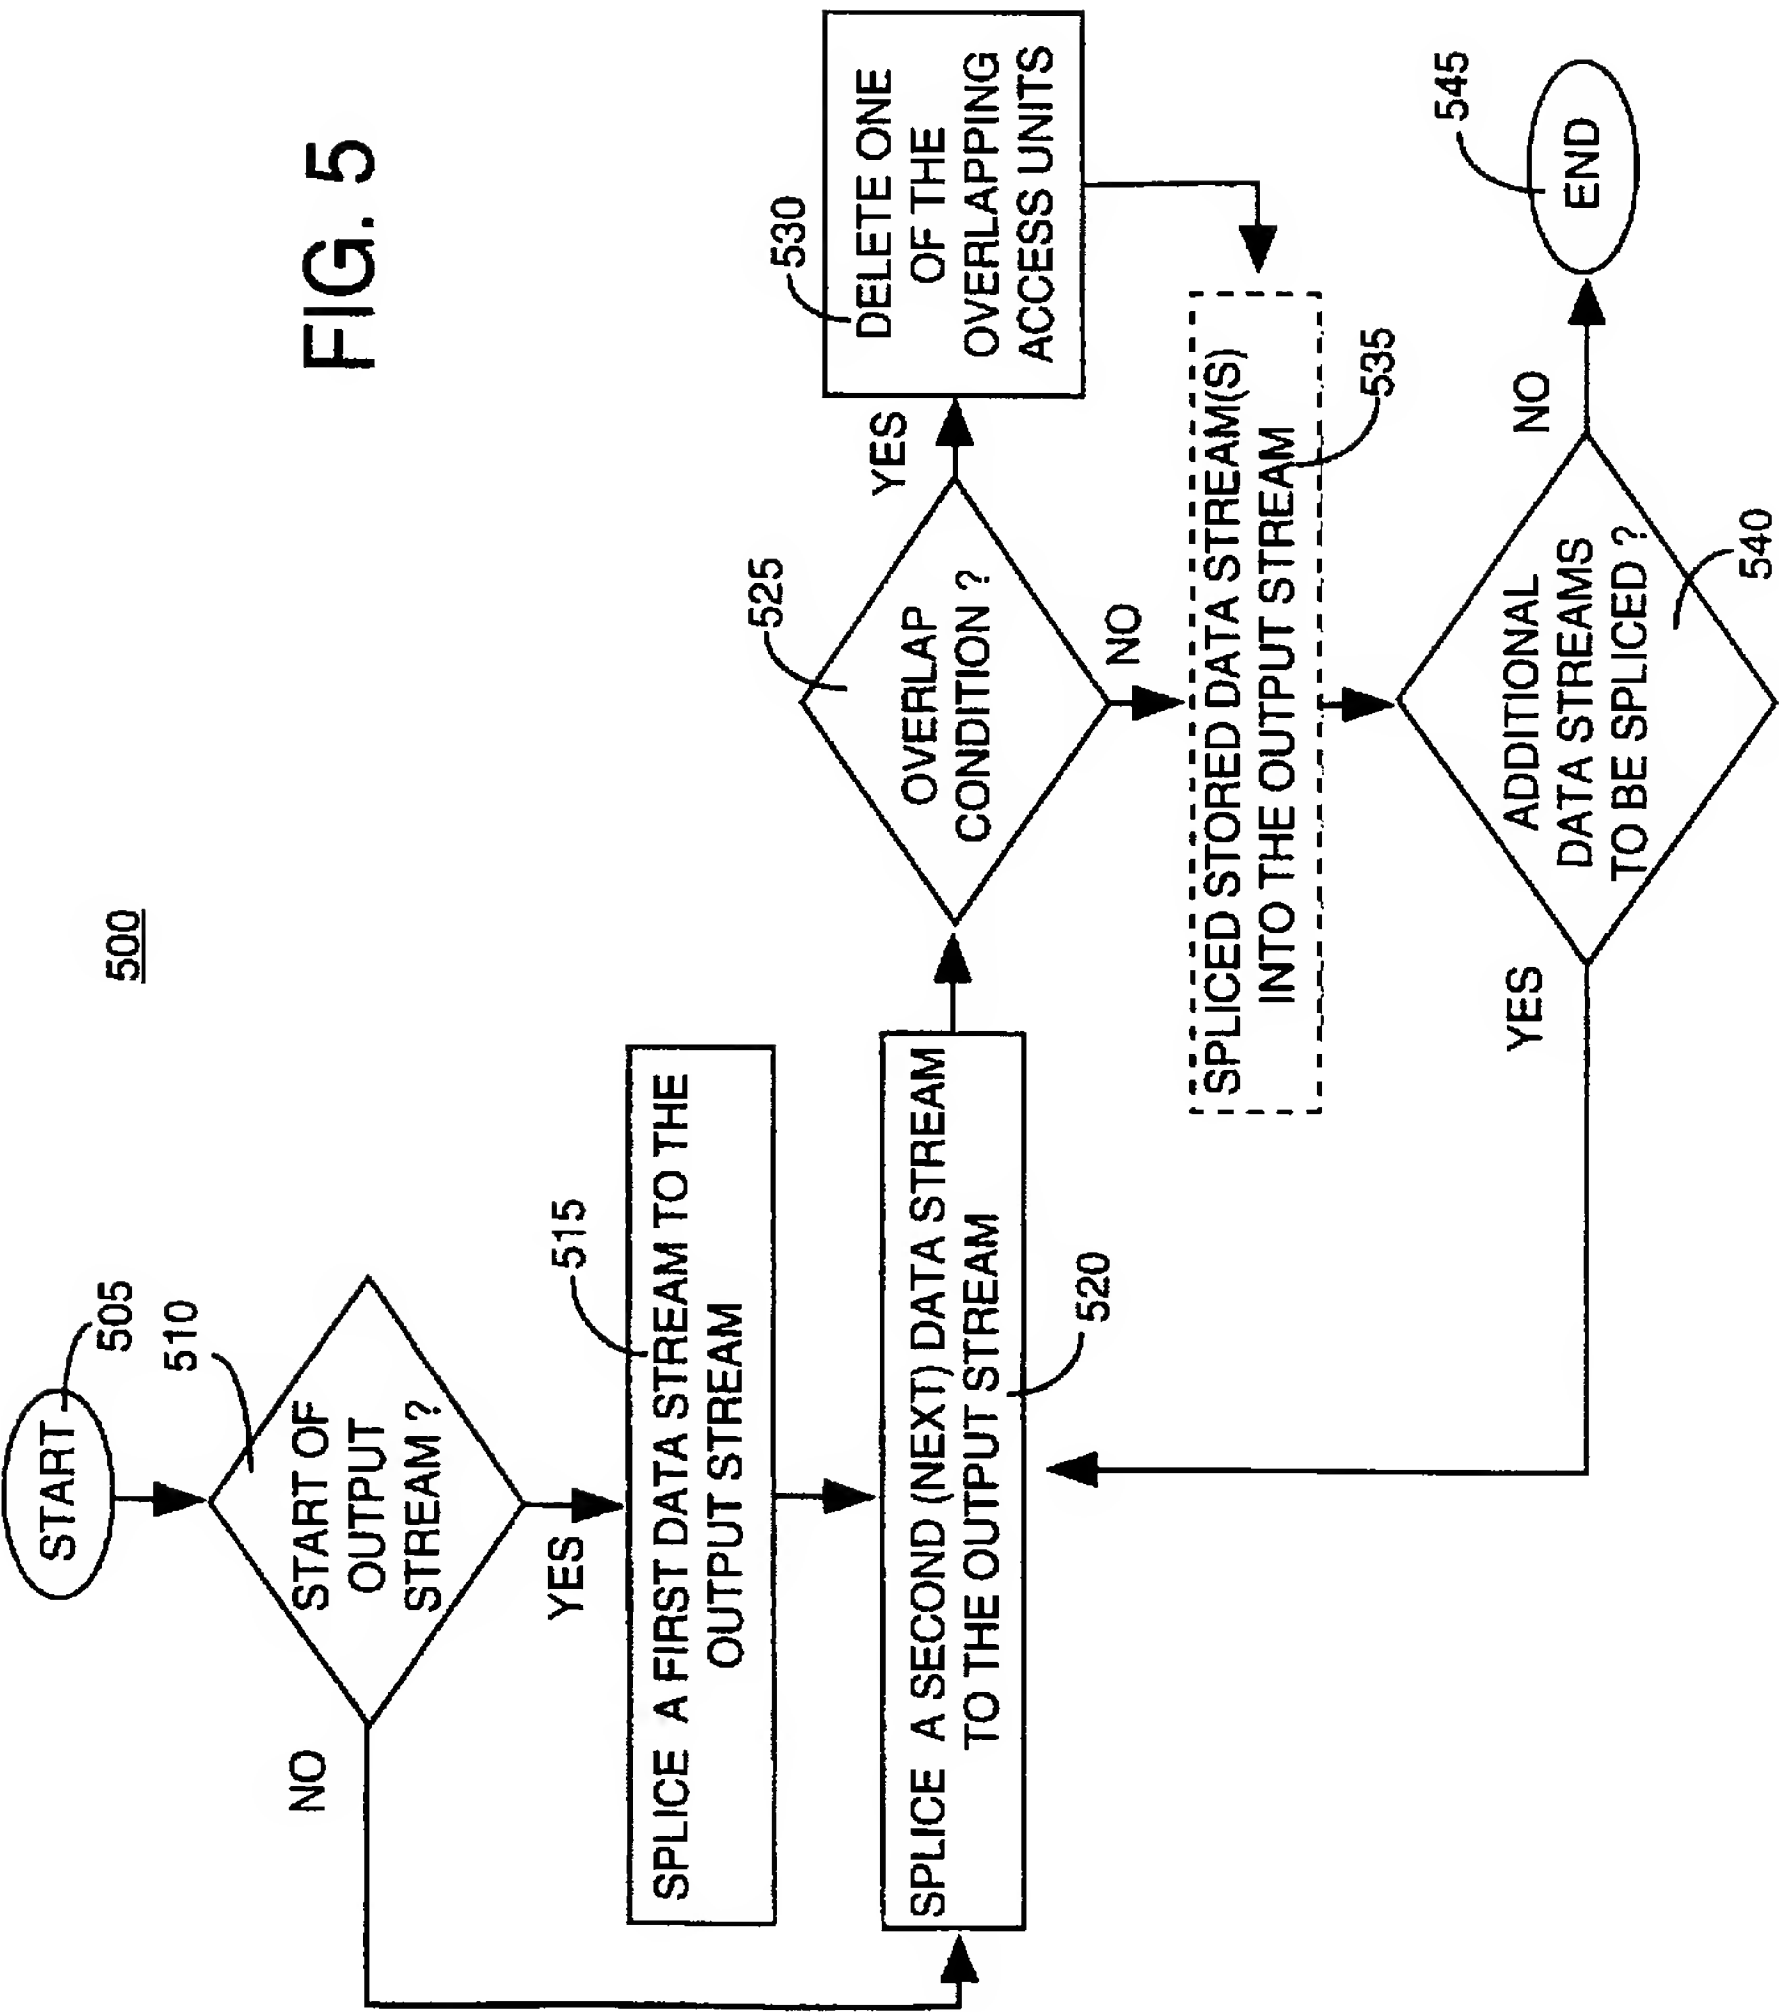 FIG. 5
500
START
505
510
START OF
OUTPUT
STREAM ?
NO
YES
515
SPLICE A FIRST DATA STREAM TO THE
OUTPUT STREAM
SPLICE A SECOND (NEXT) DATA STREAM
TO THE OUTPUT STREAM
520
525
OVERLAP
CONDITION ?
YES
NO
530
DELETE ONE
OF THE
OVERLAPPING
ACCESS UNITS
SPLICED STORED DATA STREAM(S)
INTO THE OUTPUT STREAM
535
ADDITIONAL
DATA STREAMS
TO BE SPLICED ?
540
YES
NO
545
END